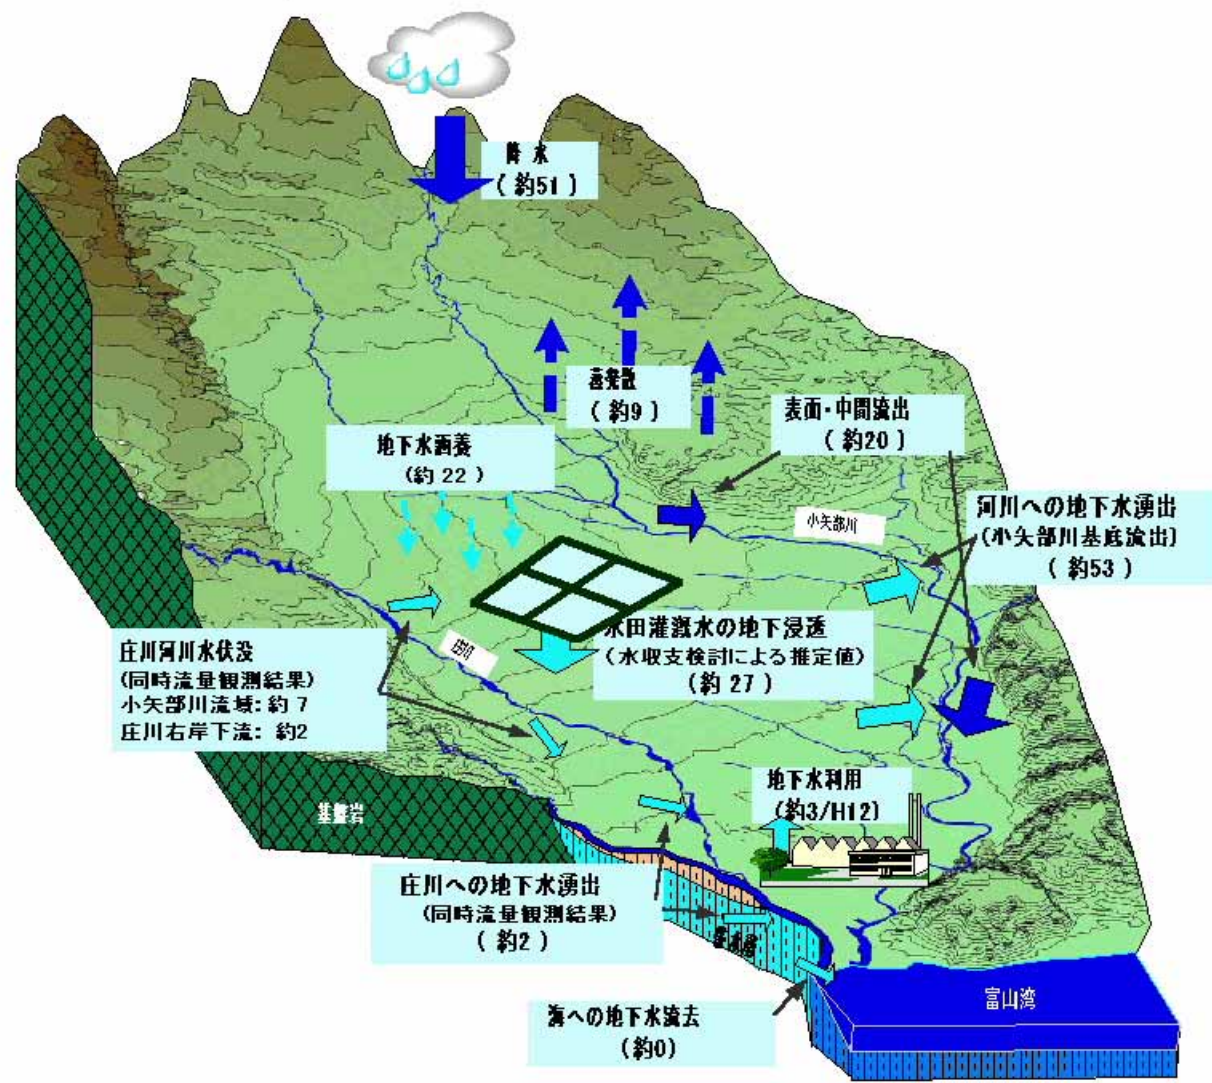 降水
( 約51 )
蒸発散
( 約9 )
表面・中間流出
( 約20 )
地下水涵養
(約 22 )
小矢部川
河川への地下水湧出
(小矢部川基底流出)
( 約53 )
水田灌漑水の地下浸透
(水収支検討による推定値)
(約 27 )
庄川
庄川河川水伏没
(同時流量観測結果)
小矢部川流域: 約 7
庄川右岸下流: 約2
地下水利用
(約3/H12)
基盤岩
庄川への地下水湧出
(同時流量観測結果)
( 約2 )
帯水層
海への地下水流去
(約0)
富山湾